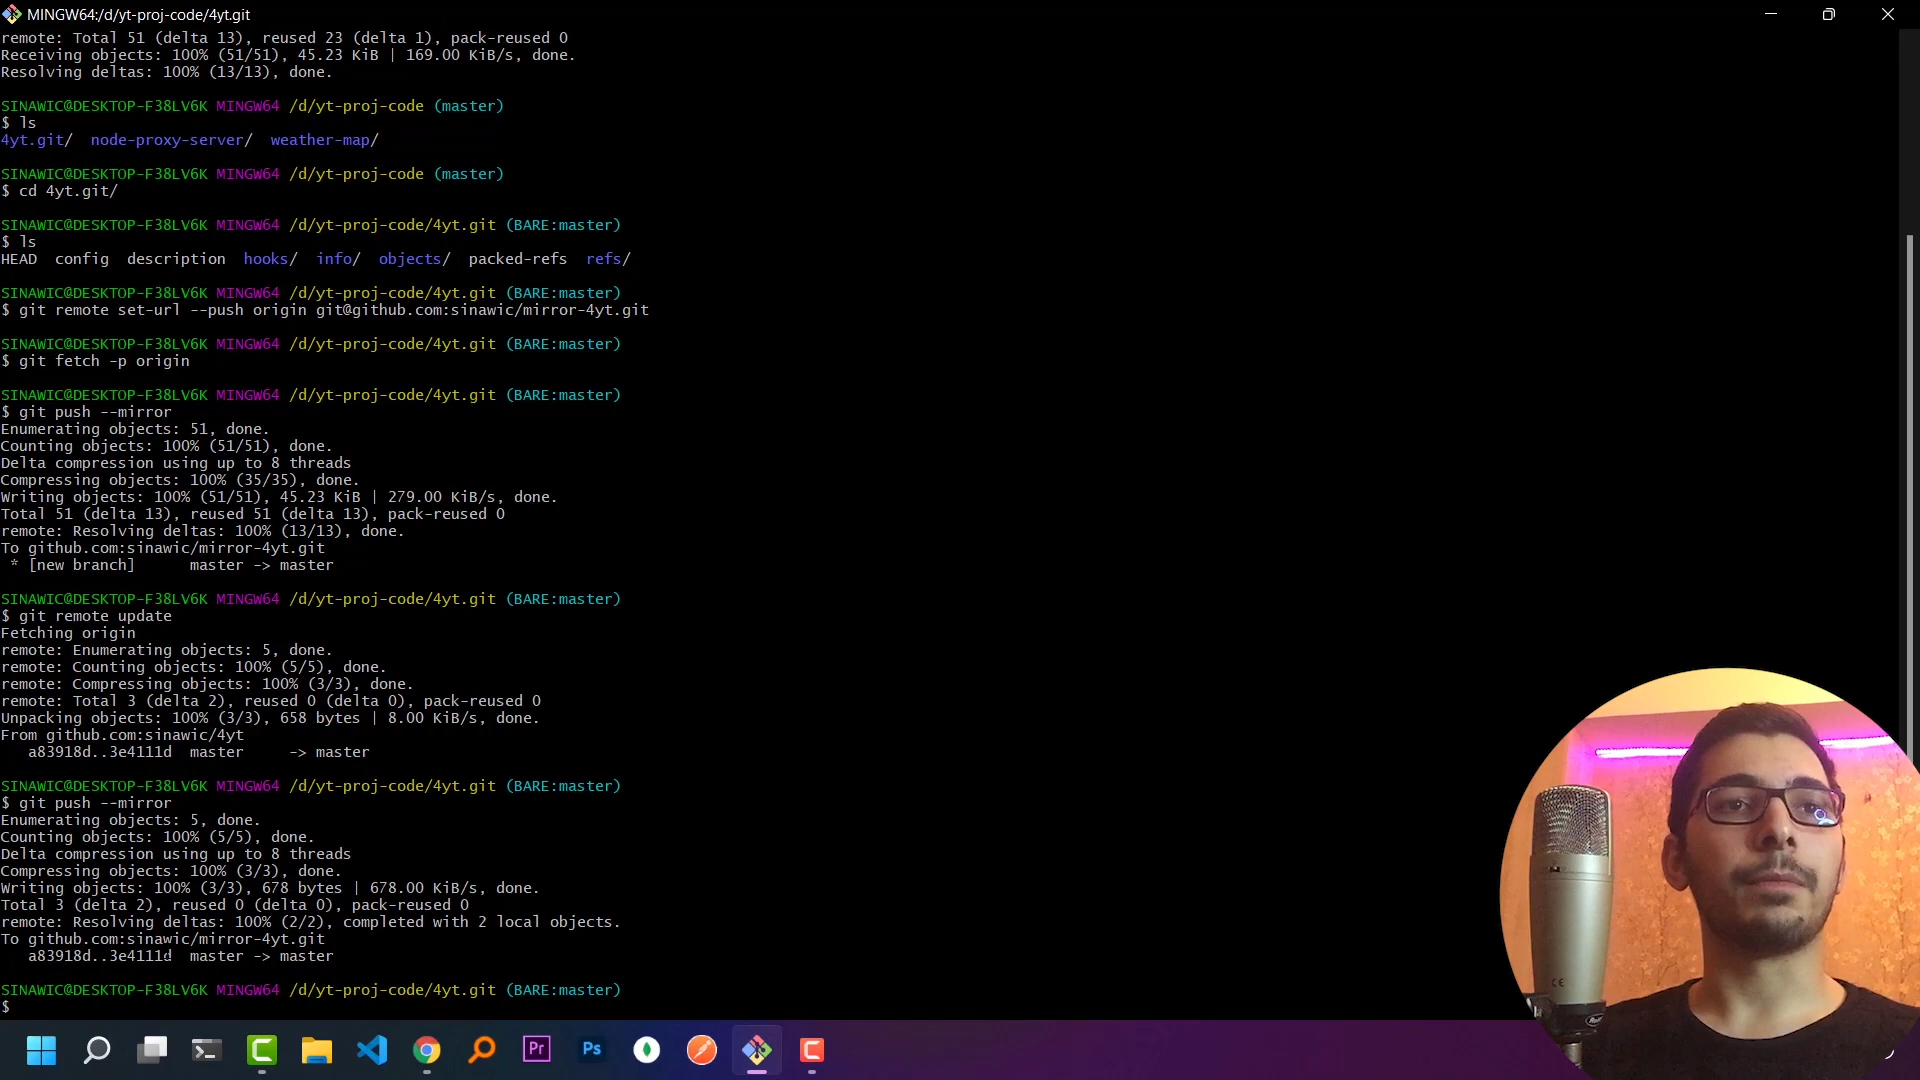 MINGW64:/d/yt-proj-code/4yt.git
remote: Total 51 (delta 13), reused 23 (delta 1), pack-reused 0
Receiving objects: 100% (51/51), 45.23 KiB | 169.00 KiB/s, done.
Resolving deltas: 100% (13/13), done.
SINAWIC@DESKTOP-F38LV6K MINGW64 /d/yt-proj-code (master)
$ ls
4yt.git/  node-proxy-server/  weather-map/
SINAWIC@DESKTOP-F38LV6K MINGW64 /d/yt-proj-code (master)
$ cd 4yt.git/
SINAWIC@DESKTOP-F38LV6K MINGW64 /d/yt-proj-code/4yt.git (BARE:master)
$ ls
HEAD  config  description  hooks/  info/  objects/  packed-refs  refs/
SINAWIC@DESKTOP-F38LV6K MINGW64 /d/yt-proj-code/4yt.git (BARE:master)
$ git remote set-url --push origin git@github.com:sinawic/mirror-4yt.git
SINAWIC@DESKTOP-F38LV6K MINGW64 /d/yt-proj-code/4yt.git (BARE:master)
$ git fetch -p origin
SINAWIC@DESKTOP-F38LV6K MINGW64 /d/yt-proj-code/4yt.git (BARE:master)
$ git push --mirror
Enumerating objects: 51, done.
Counting objects: 100% (51/51), done.
Delta compression using up to 8 threads
Compressing objects: 100% (35/35), done.
Writing objects: 100% (51/51), 45.23 KiB | 279.00 KiB/s, done.
Total 51 (delta 13), reused 51 (delta 13), pack-reused 0
remote: Resolving deltas: 100% (13/13), done.
To github.com:sinawic/mirror-4yt.git
 * [new branch]      master -> master
SINAWIC@DESKTOP-F38LV6K MINGW64 /d/yt-proj-code/4yt.git (BARE:master)
$ git remote update
Fetching origin
remote: Enumerating objects: 5, done.
remote: Counting objects: 100% (5/5), done.
remote: Compressing objects: 100% (3/3), done.
remote: Total 3 (delta 2), reused 0 (delta 0), pack-reused 0
Unpacking objects: 100% (3/3), 658 bytes | 8.00 KiB/s, done.
From github.com:sinawic/4yt
   a83918d..3e4111d  master     -> master
SINAWIC@DESKTOP-F38LV6K MINGW64 /d/yt-proj-code/4yt.git (BARE:master)
$ git push --mirror
Enumerating objects: 5, done.
Counting objects: 100% (5/5), done.
Delta compression using up to 8 threads
Compressing objects: 100% (3/3), done.
Writing objects: 100% (3/3), 678 bytes | 678.00 KiB/s, done.
Total 3 (delta 2), reused 0 (delta 0), pack-reused 0
remote: Resolving deltas: 100% (2/2), completed with 2 local objects.
To github.com:sinawic/mirror-4yt.git
   a83918d..3e4111d  master -> master
SINAWIC@DESKTOP-F38LV6K MINGW64 /d/yt-proj-code/4yt.git (BARE:master)
$
Pr
Ps
CE